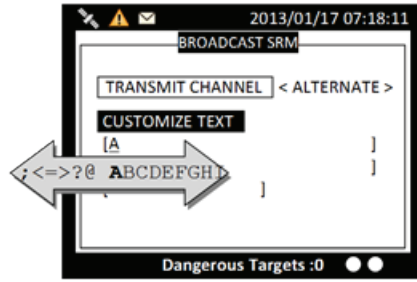 2013/01/17 07:18:11
BROADCAST SRM
TRANSMIT CHANNEL < ALTERNATE >
CUSTOMIZE TEXT
[A ]
;<=>?@ ABCDEFGHI ]
[ ]
Dangerous Targets :0